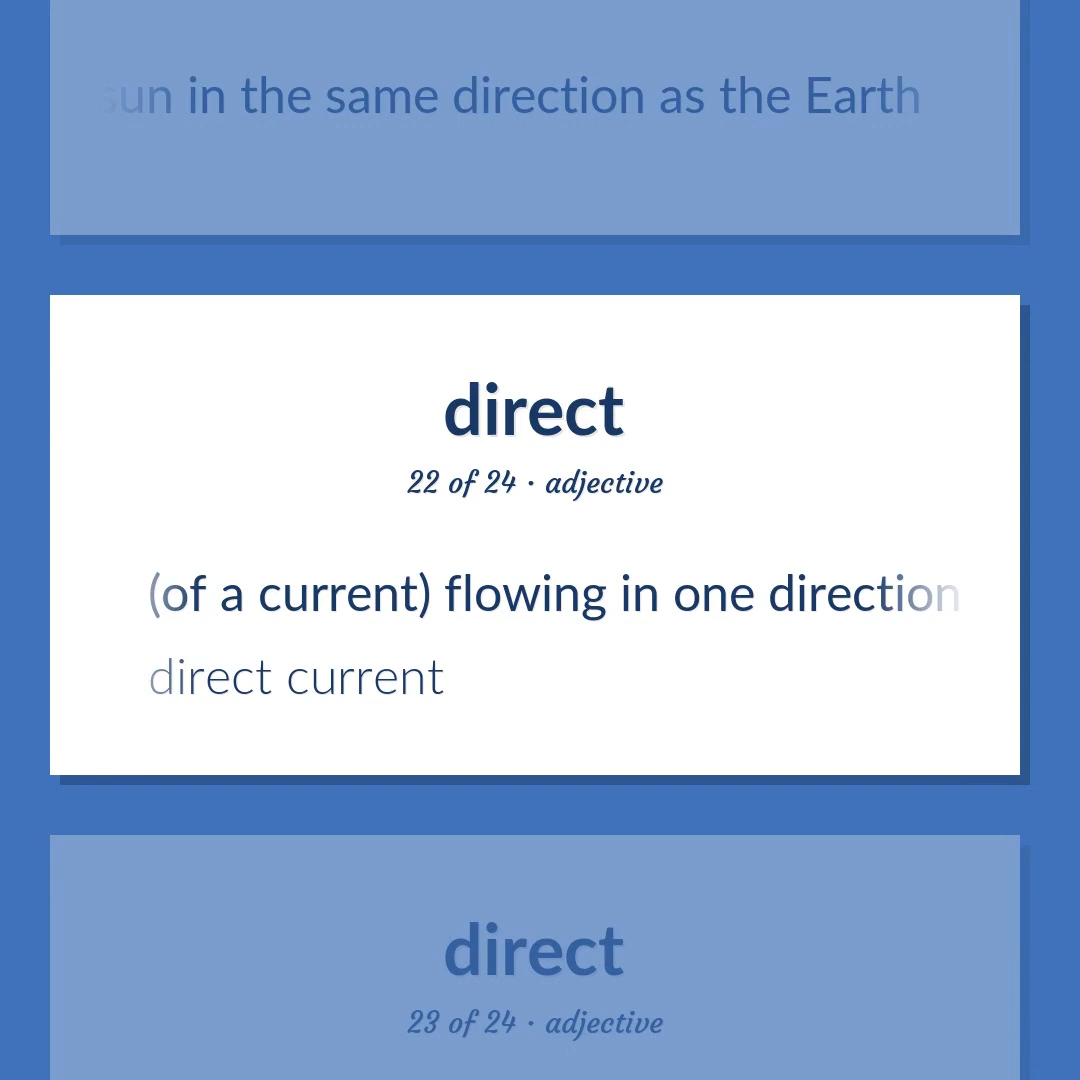 sun in the same direction as the Earth
direct
22 of 24 · adjective
(of a current) flowing in one direction
direct current
direct
23 of 24 · adjective